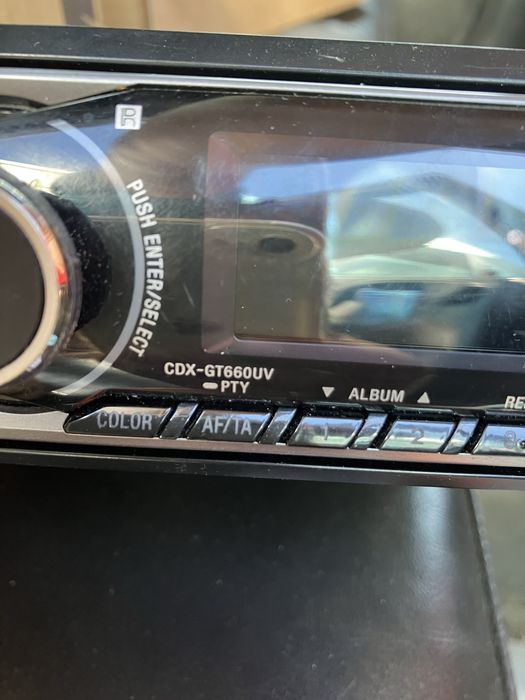 PUSH ENTER/SELECT
CDX-GT660UV
PTY
▼ ALBUM ▲
COLOR
AF/TA
1
2